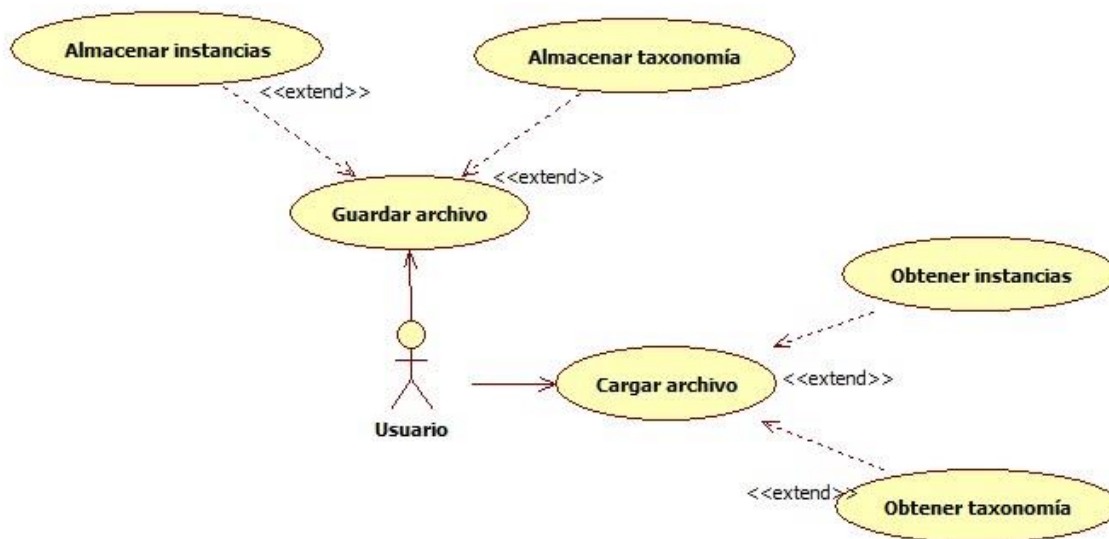 Almacenar instancias
Almacenar taxonomía
<<extend>>
<<extend>>
Guardar archivo
Obtener instancias
Cargar archivo
<<extend>>
Usuario
<<extend>>
Obtener taxonomía